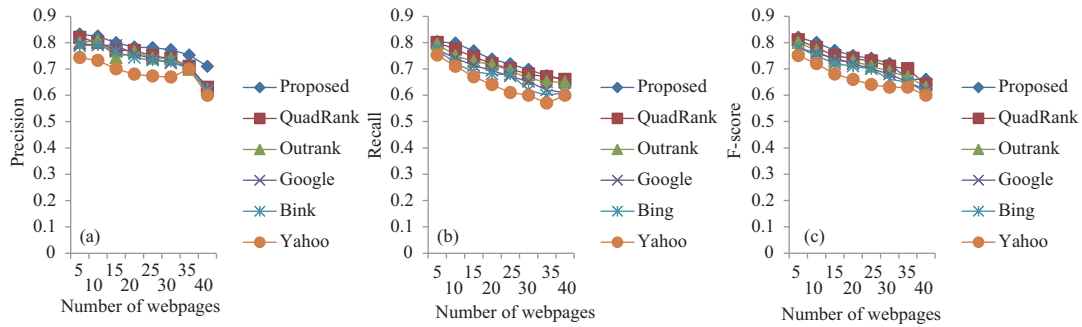 Precision
0.9
0.8
0.7
0.6
0.5
0.4
0.3
0.2
0.1
0
(a)
5 15 25 35
10 20 30 40
Number of webpages
Proposed
QuadRank
Outrank
Google
Bink
Yahoo
Recall
0.9
0.8
0.7
0.6
0.5
0.4
0.3
0.2
0.1
0
(b)
5 15 25 35
10 20 30 40
Number of webpages
Proposed
QuadRank
Outrank
Google
Bing
Yahoo
F-score
0.9
0.8
0.7
0.6
0.5
0.4
0.3
0.2
0.1
0
(c)
5 15 25 35
10 20 30 40
Number of webpages
Proposed
QuadRank
Outrank
Google
Bing
Yahoo